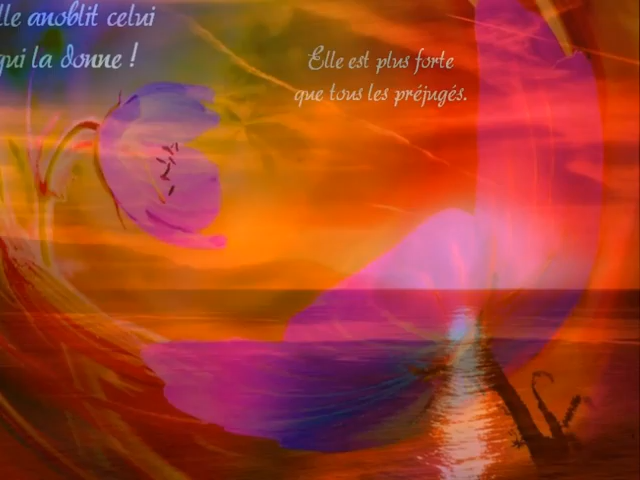 lle anoblit celui
qui la donne !
Elle est plus forte
que tous les préjugés.